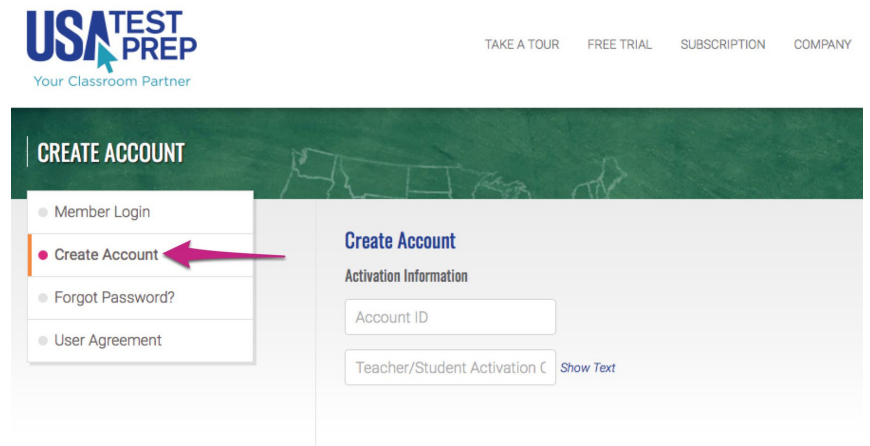 USA TEST PREP
Your Classroom Partner
TAKE A TOUR FREE TRIAL SUBSCRIPTION COMPANY
CREATE ACCOUNT
Member Login
Create Account
Forgot Password?
User Agreement
Create Account
Activation Information
Account ID
Teacher/Student Activation C Show Text